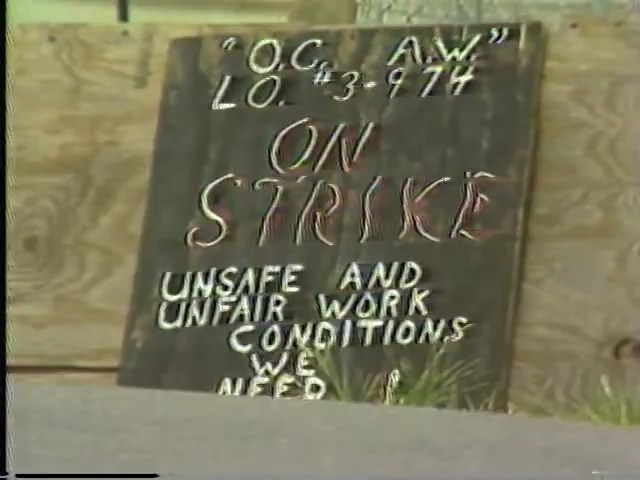 "O.C. A.W."
LO. #3-974
ON
STRIKE
UNSAFE AND
UNFAIR WORK
CONDITIONS
WE
NEED